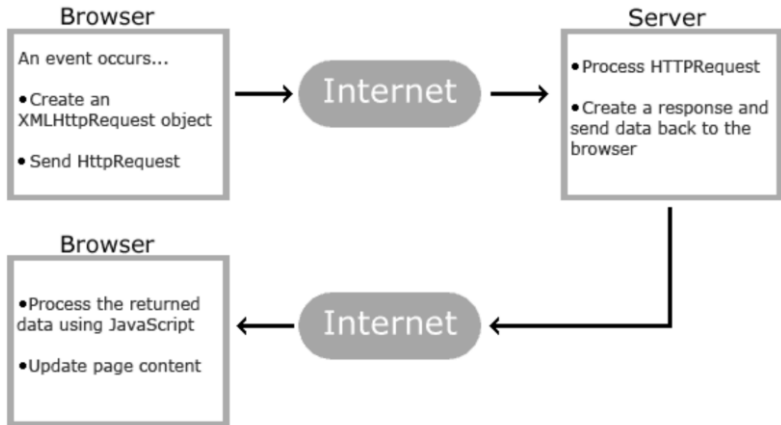 Browser
An event occurs...
•Create an
XMLHttpRequest object
•Send HttpRequest
Internet
Server
•Process HTTPRequest
•Create a response and
send data back to the
browser
Browser
•Process the returned
data using JavaScript
•Update page content
Internet